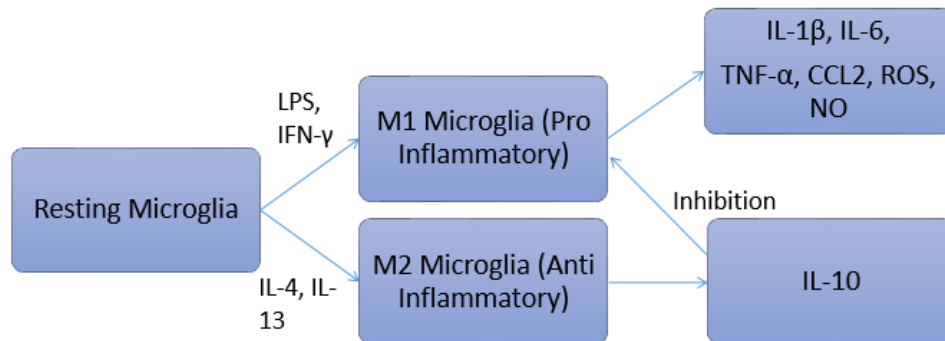 Resting Microglia
LPS,
IFN-γ
IL-4, IL-
13
M1 Microglia (Pro
Inflammatory)
M2 Microglia (Anti
Inflammatory)
IL-1β, IL-6,
TNF-α, CCL2, ROS,
NO
Inhibition
IL-10